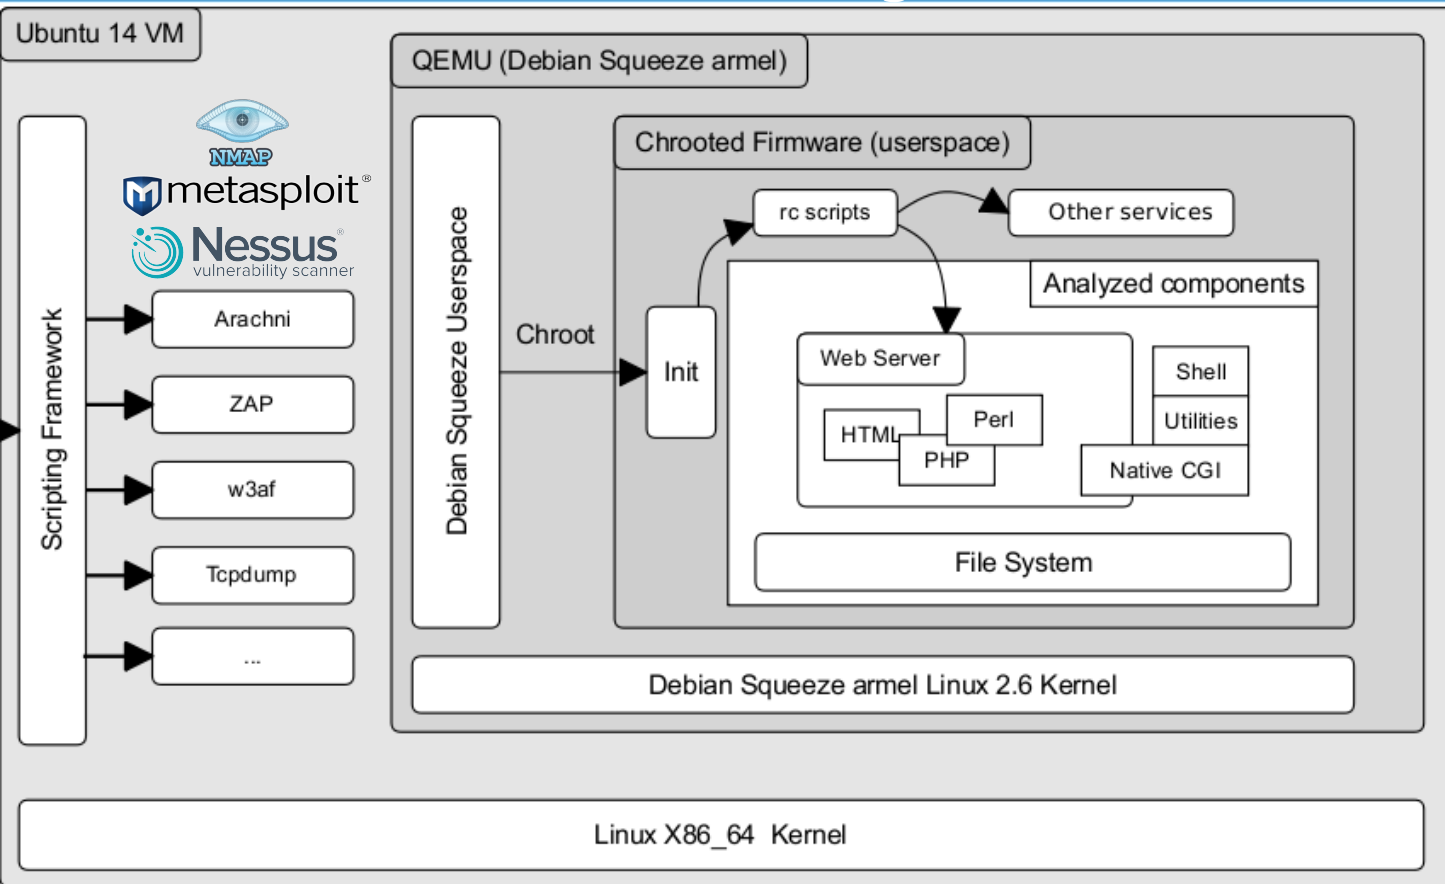 Ubuntu 14 VM
QEMU (Debian Squeeze armel)
NMAP
metasploit®
Nessus®
vulnerability scanner
Scripting Framework
Arachni
ZAP
w3af
Tcpdump
...
Debian Squeeze Userspace
Chroot
Chrooted Firmware (userspace)
rc scripts
Other services
Init
Analyzed components
Web Server
HTML
PHP
Perl
Shell
Utilities
Native CGI
File System
Debian Squeeze armel Linux 2.6 Kernel
Linux X86_64 Kernel